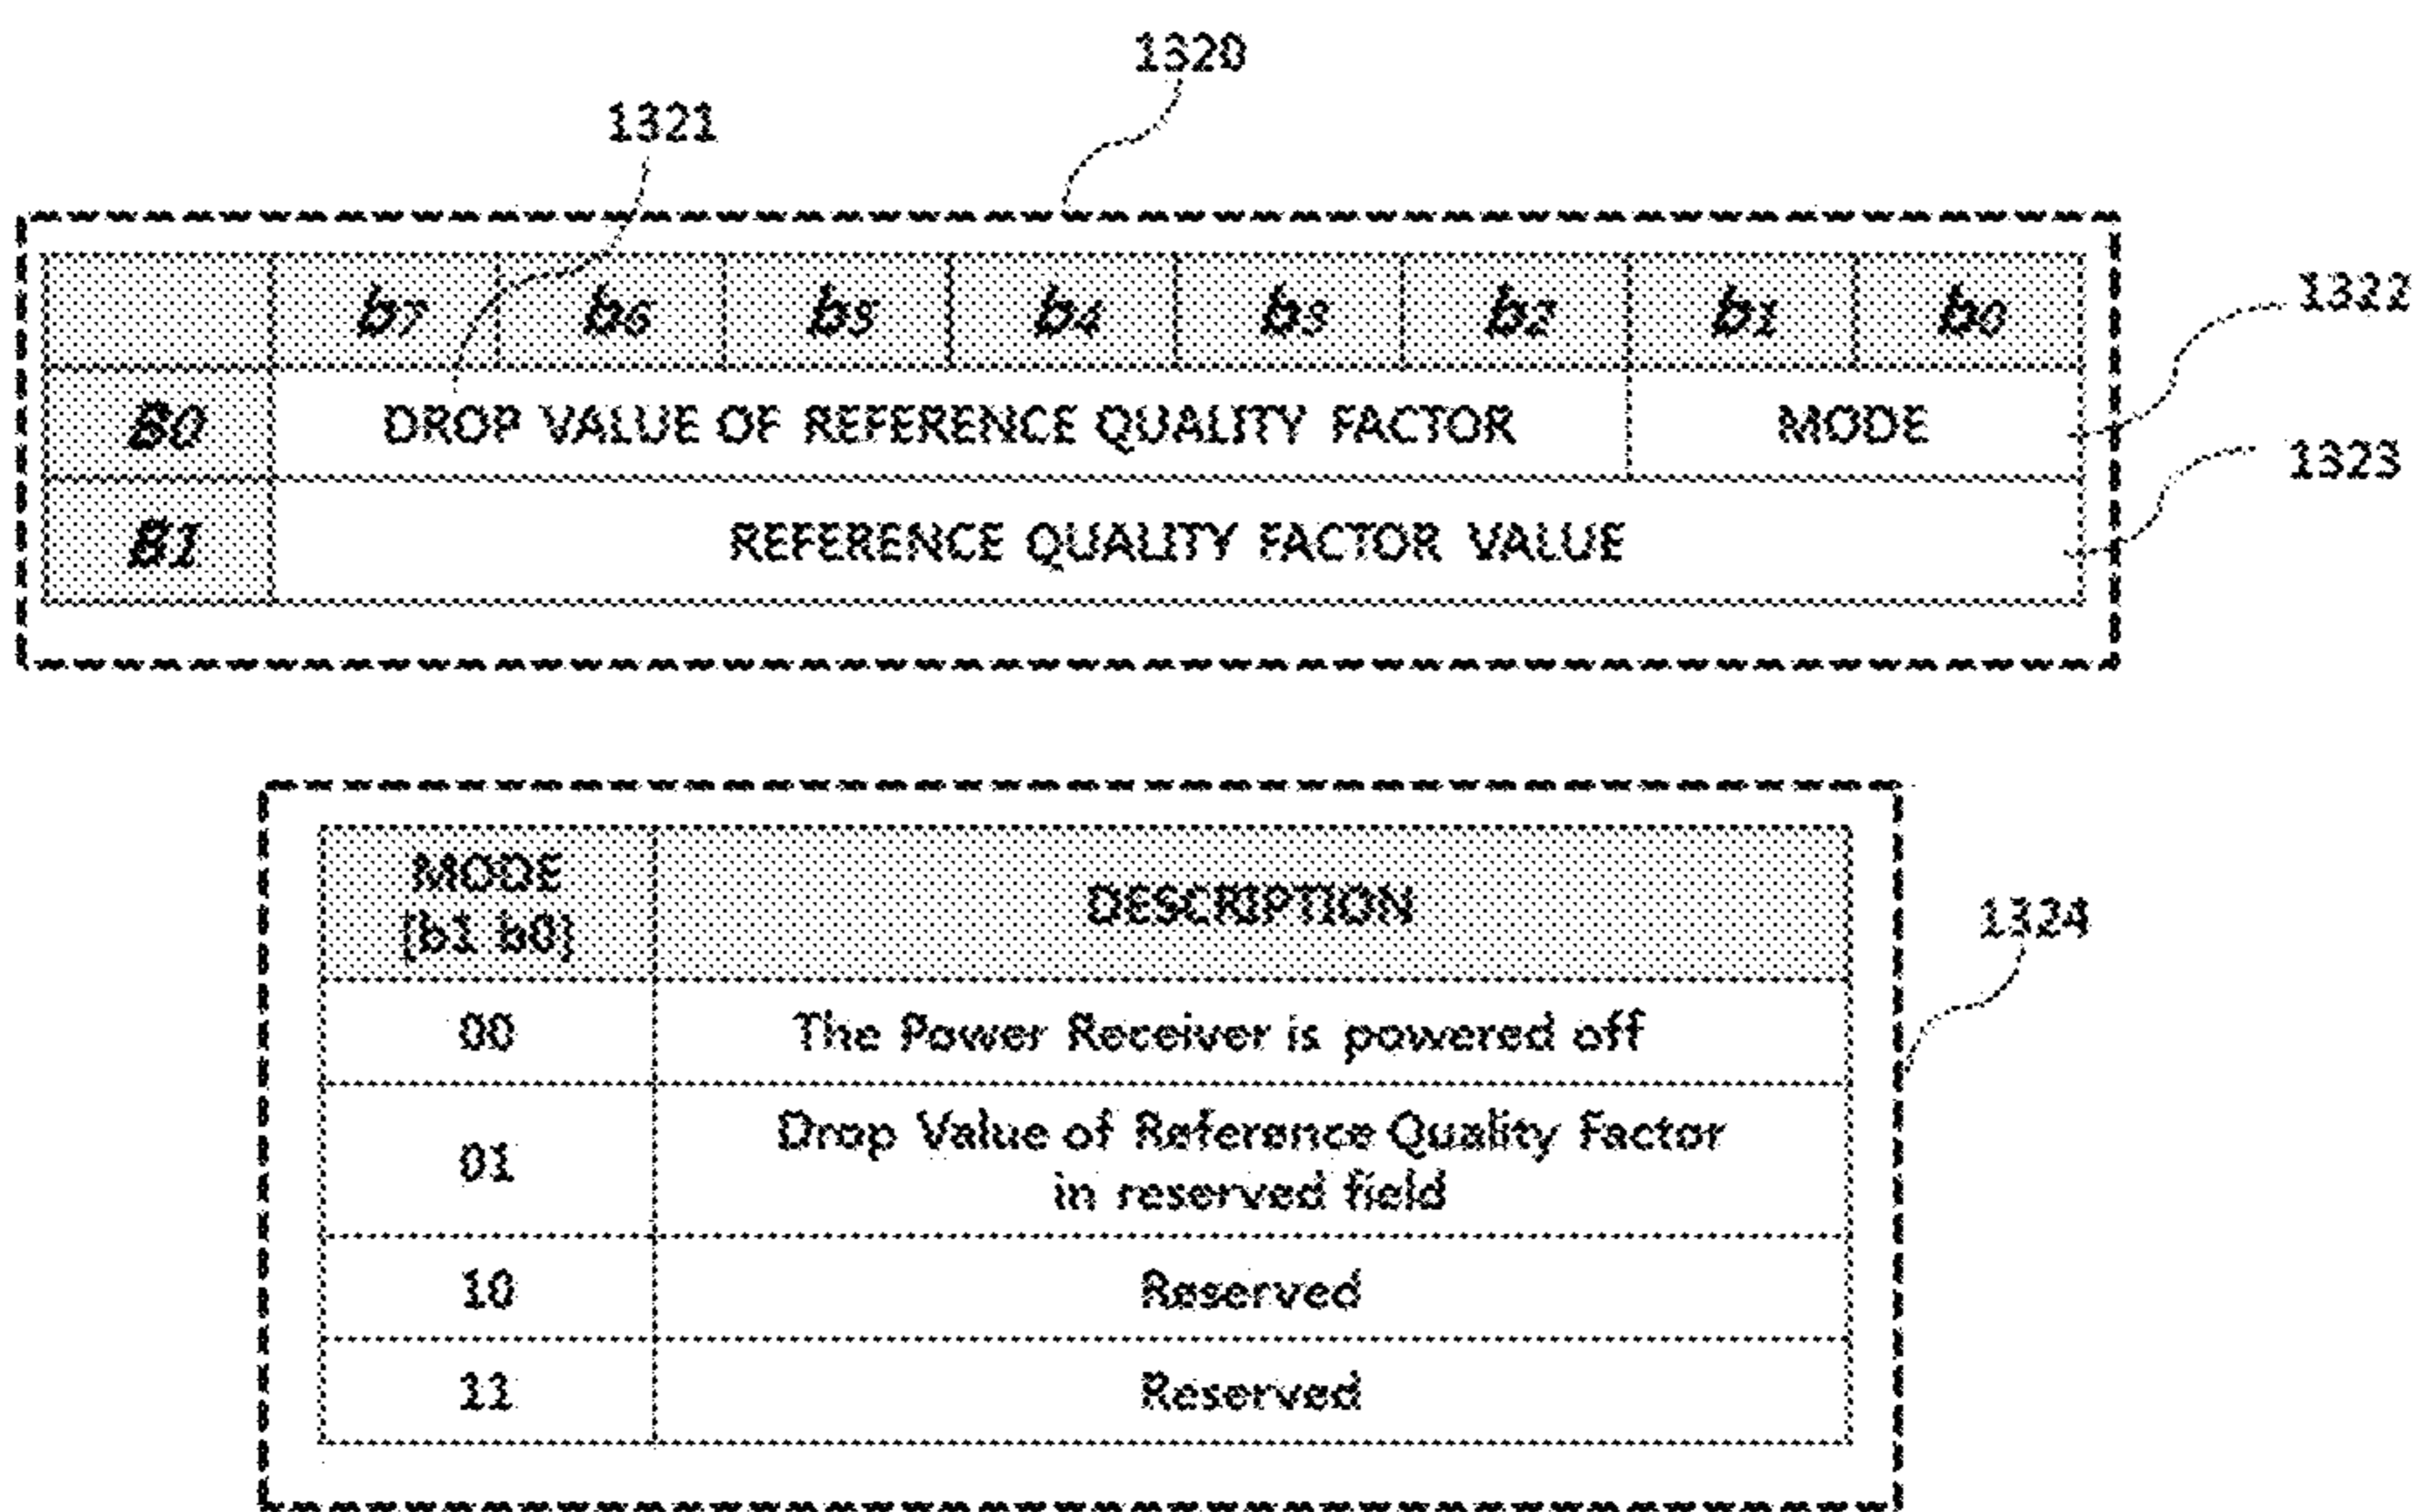 1320
1321
b7 b6 b5 b4 b3 b2 b1 b0
1322
B0 DROP VALUE OF REFERENCE QUALITY FACTOR MODE
1323
B1 REFERENCE QUALITY FACTOR VALUE
MODE
[b1 b0]
DESCRIPTION
1324
00 The Power Receiver is powered off
01 Drop Value of Reference Quality Factor
in reserved field
10 Reserved
11 Reserved